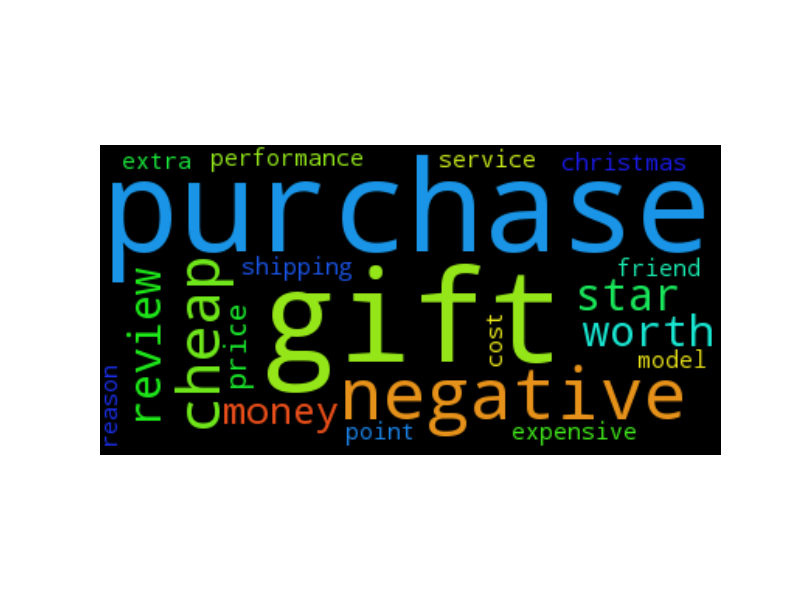 extra performance service christmas
purchase
shipping friend
review cheap price gift cost star
worth
model
reason money negative
point expensive